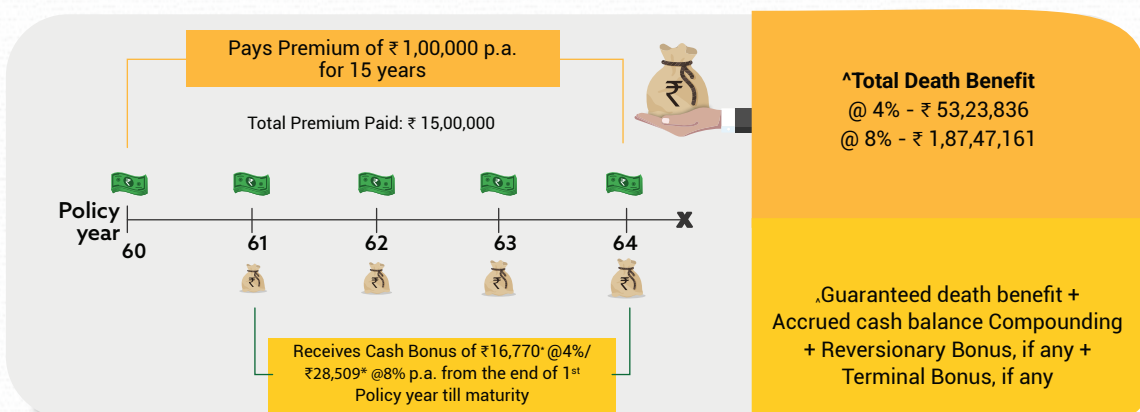 Pays Premium of ₹ 1,00,000 p.a.
for 15 years
Total Premium Paid: ₹ 15,00,000
₹
^Total Death Benefit
@ 4% - ₹ 53,23,836
@ 8% - ₹ 1,87,47,161
₹ ₹ ₹ ₹ ₹
Policy
year
60 61 62 63 64
x
₹ ₹ ₹ ₹
Receives Cash Bonus of ₹16,770* @4%/
₹28,509* @8% p.a. from the end of 1st
Policy year till maturity
^Guaranteed death benefit +
Accrued cash balance Compounding
+ Reversionary Bonus, if any +
Terminal Bonus, if any